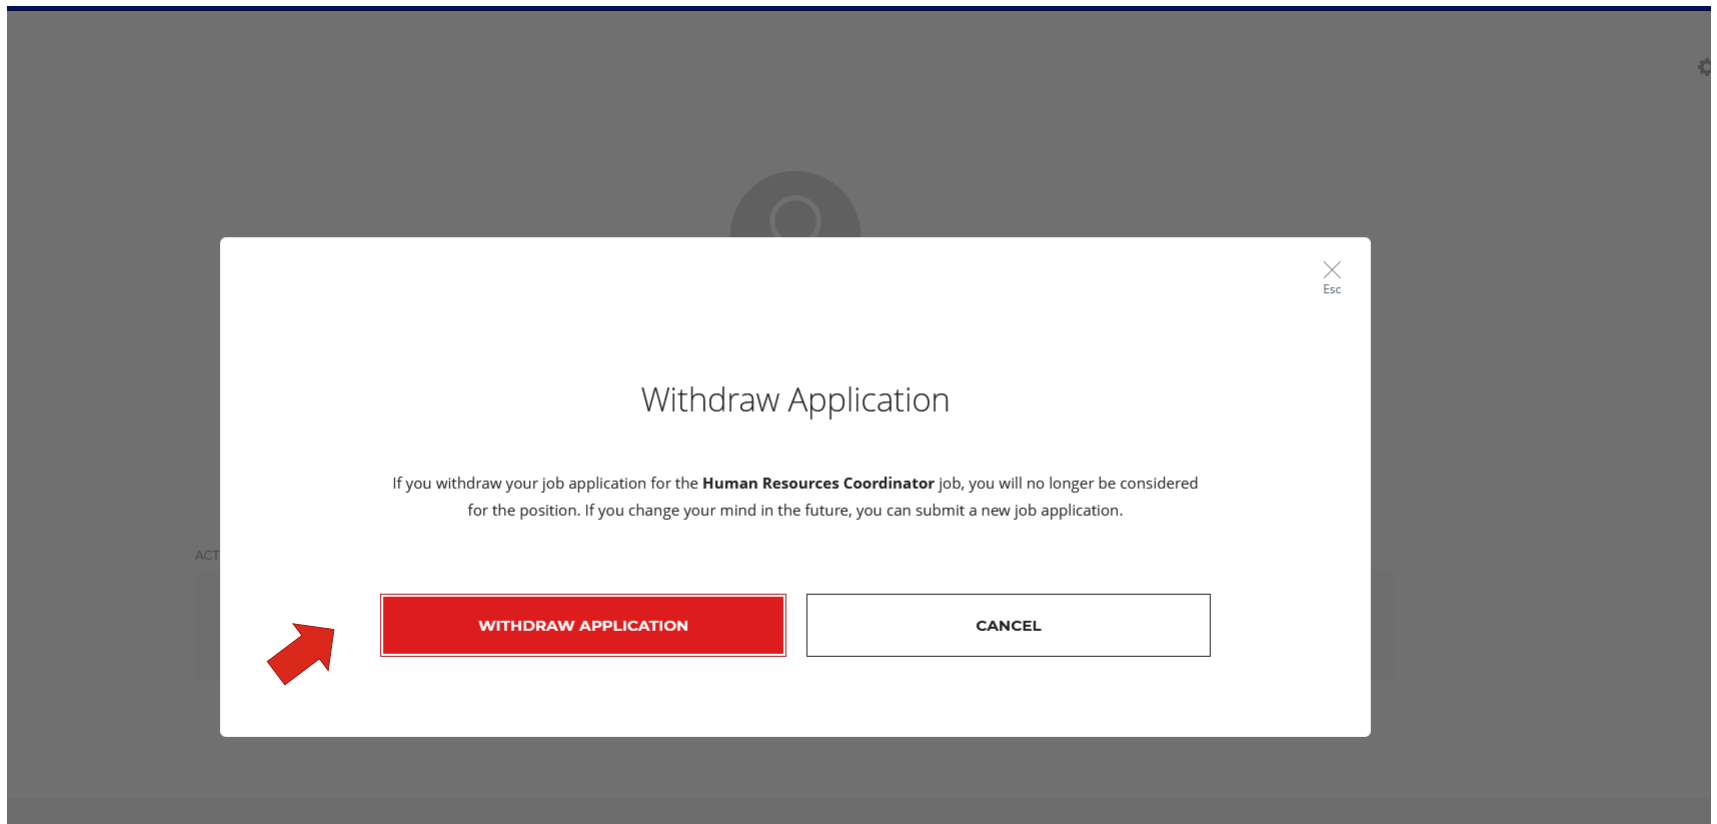 Esc
Withdraw Application
If you withdraw your job application for the Human Resources Coordinator job, you will no longer be considered
for the position. If you change your mind in the future, you can submit a new job application.
ACT
WITHDRAW APPLICATION
CANCEL